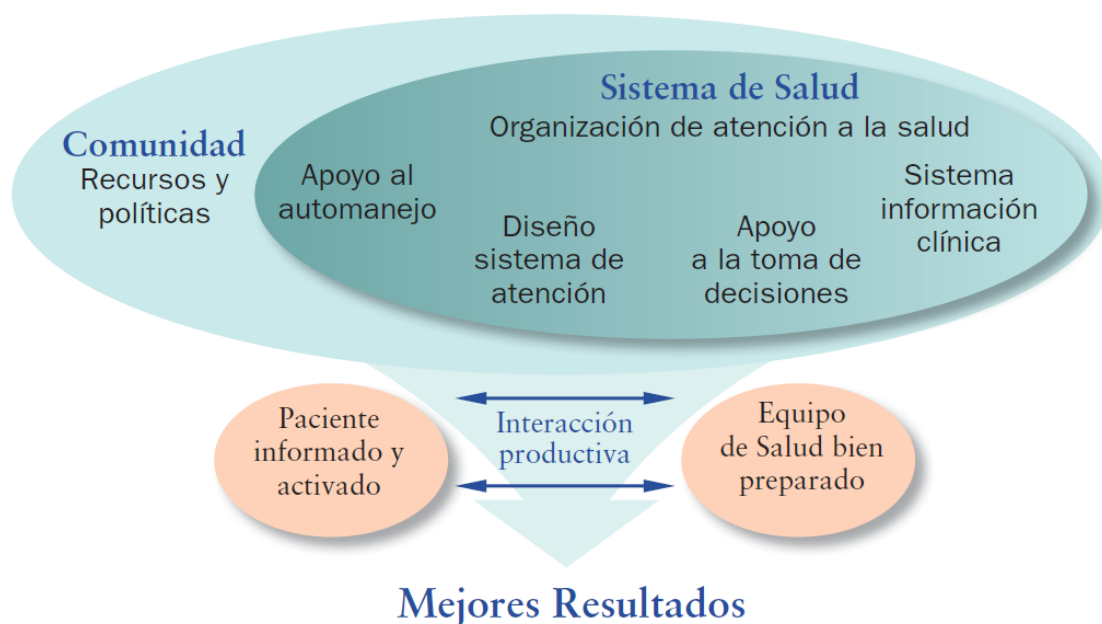 Sistema de Salud
Organización de atención a la salud
Comunidad
Recursos y
políticas
Apoyo al
automanejo
Diseño
sistema de
atención
Apoyo
a la toma de
decisiones
Sistema
información
clínica
Paciente
informado y
activado
Interacción
productiva
Equipo
de Salud bien
preparado
Mejores Resultados